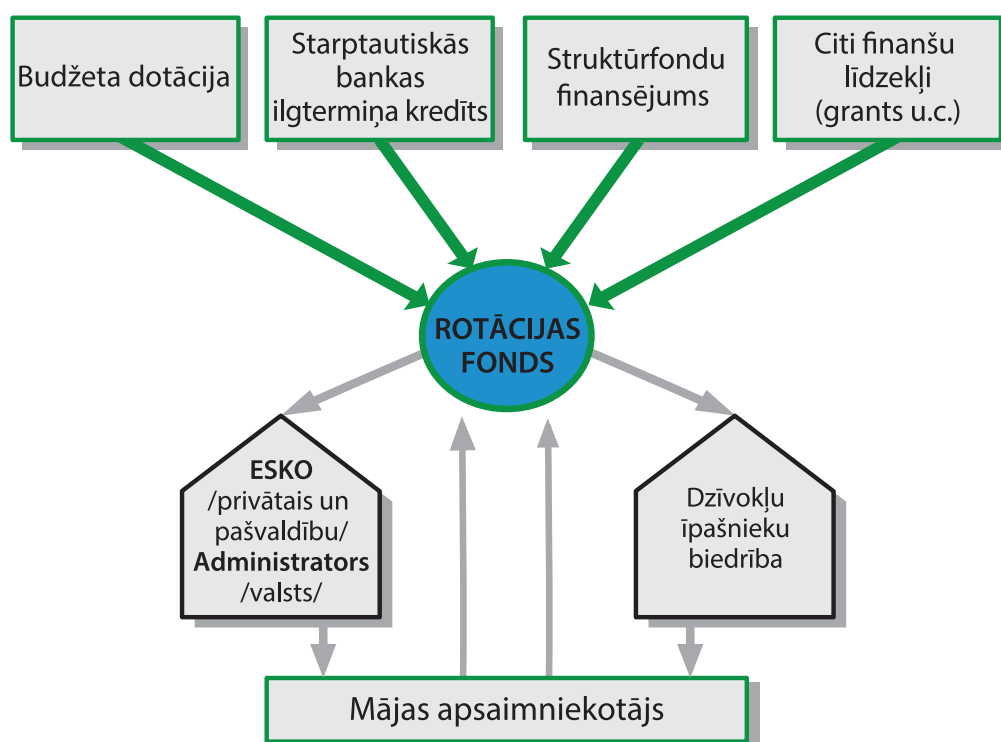 Budžeta dotācija
Starptautiskās
bankas
ilgtermiņa kredīts
Struktūrfondu
finansējums
Citi finanšu
līdzekļi
(grants u.c.)
ROTĀCIJAS
FONDS
ESKO
/privātais un
pašvaldību/
Administrators
/valsts/
Dzīvokļu
īpašnieku
biedrība
Mājas apsaimniekotājs